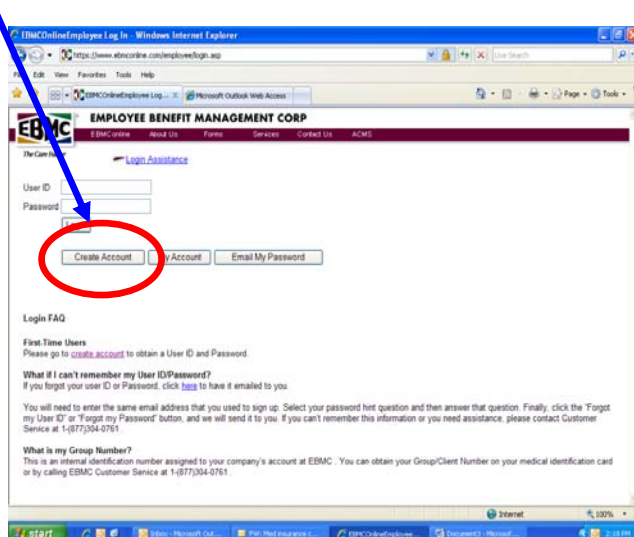 EBMCOnlineEmployee Log In - Windows Internet Explorer
https://www.ebmconline.com/employee/login.asp
Live Search
Edit View Favorites Tools Help
EBMCOnlineEmployee Log... X Microsoft Outlook Web Access
Page Tools
EBMC
EMPLOYEE BENEFIT MANAGEMENT CORP
EBMConline About Us Forms Services Contact Us ACMS
The Care
Login Assistance
User ID
Password
Create Account
Account
Email My Password
Login FAQ
First-Time Users
Please go to create account to obtain a User ID and Password.
What if I can't remember my User ID/Password?
If you forgot your user ID or Password, click here to have it emailed to you.
You will need to enter the same email address that you used to sign up. Select your password hint question and then answer that question. Finally, click the "Forgot
my User ID" or "Forgot my Password" button, and we will send it to you. If you can't remember this information or you need assistance, please contact Customer
Service at 1-(877)304-0761.
What is my Group Number?
This is an internal identification number assigned to your company's account at EBMC . You can obtain your Group/Client Number on your medical identification card
or by calling EBMC Customer Service at 1-(877)304-0761 .
Internet 100%
start Inbox - Microsoft Out... FW: Med insurance c... EBMCOnlineEmployee... Document3 - Microsof... 2:18 PM